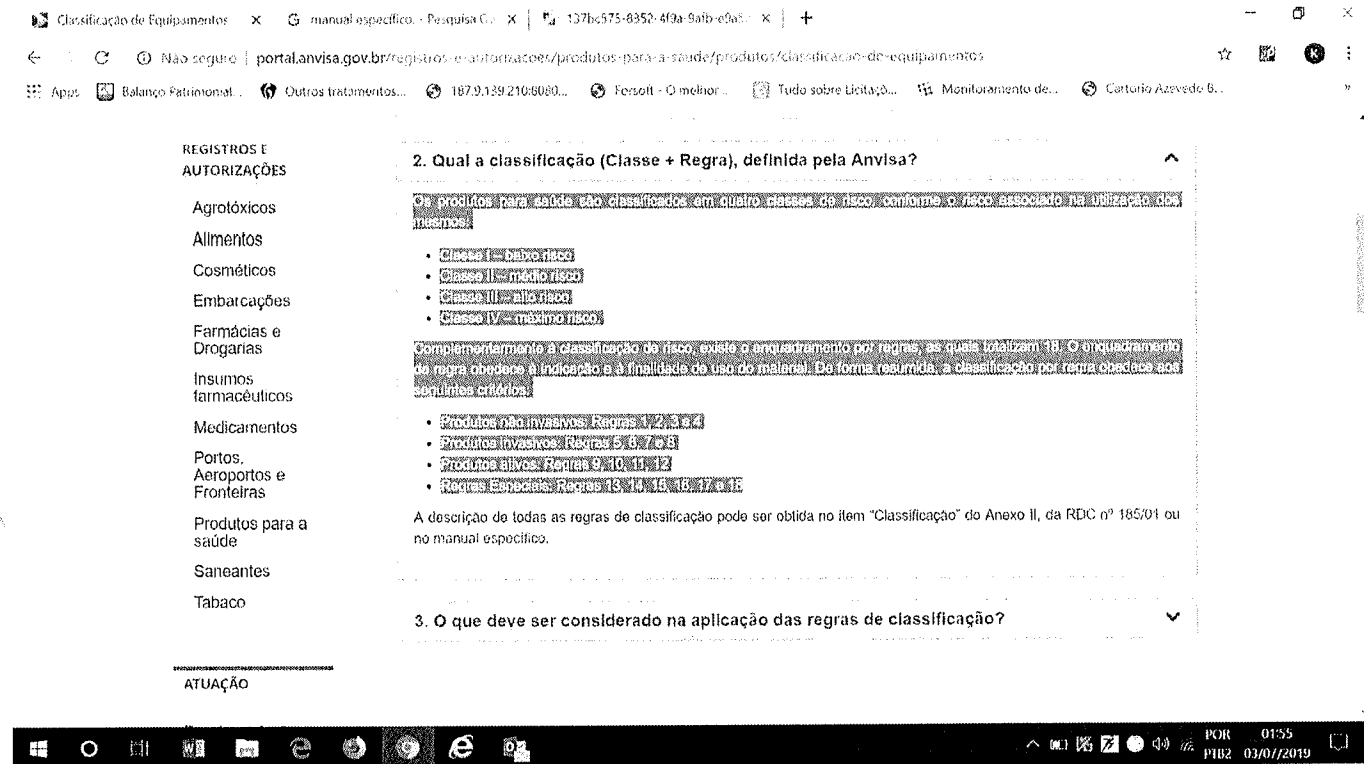 Classificação de Equipamentos
manual específico. - Pesquisa G
Não seguro | portal.anvisa.gov.br/registros-e-autorizacoes/produtos-para-a-saude/produtos/classificacao-de-equipamentos
K
Apps
Balanço Patrimonial...
Outros tratamentos...
187.9.139.210:8080...
Fersoft - O melhor...
Tudo sobre Licitaçõ...
Monitoramento de...
Cartorio Azevedo B...
REGISTROS E
AUTORIZAÇÕES
Agrotóxicos
Alimentos
Cosméticos
Embarcações
Farmácias e
Drogarias
Insumos
farmacêuticos
Medicamentos
Portos,
Aeroportos e
Fronteiras
Produtos para a
saúde
Saneantes
Tabaco
ATUAÇÃO
2. Qual a classificação (Classe + Regra), definida pela Anvisa?
Os produtos para saúde são classificados em quatro classes de risco, conforme o risco associado na utilização dos
mesmos:
• Classe I – baixo risco
• Classe II – médio risco
• Classe III – alto risco
• Classe IV – máximo risco.
Complementarmente à classificação de risco, existe o enquadramento por regras, as quais totalizam 18. O enquadramento
de regra obedece à indicação e à finalidade de uso do material. De forma resumida, a classificação por regra obedece aos
seguintes critérios:
• Produtos não invasivos: Regras 1, 2, 3 e 4
• Produtos invasivos: Regras 5, 6, 7 e 8
• Produtos ativos: Regras 9, 10, 11, 12
• Regras Especiais: Regras 13, 14, 15, 16, 17 e 18
A descrição de todas as regras de classificação pode ser obtida no item "Classificação" do Anexo II, da RDC nº 185/01 ou
no manual específico.
3. O que deve ser considerado na aplicação das regras de classificação?
POR
PTB2
01:55
03/07/2019